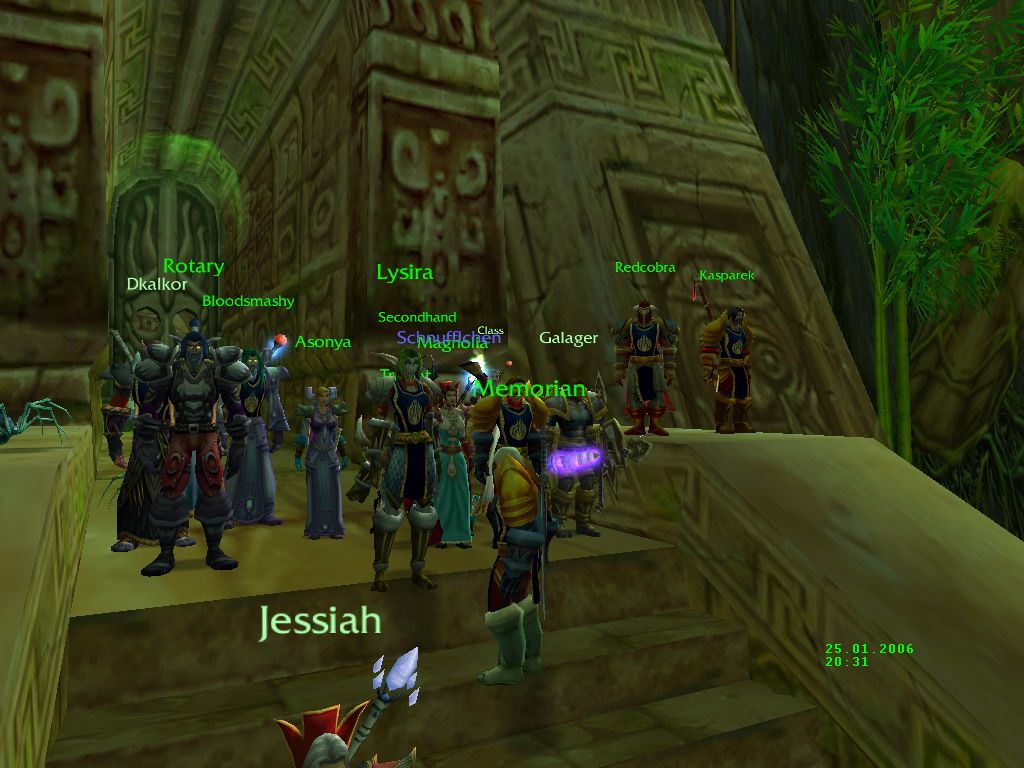 Rotary
Dkalkor
Bloodsmashy
Asonya
Lysira
Secondhand
Class
Schnufflchen
Magnolia
Galager
Redcobra
Kasparek
Memorian
Jessiah
25.01.2006
20:31